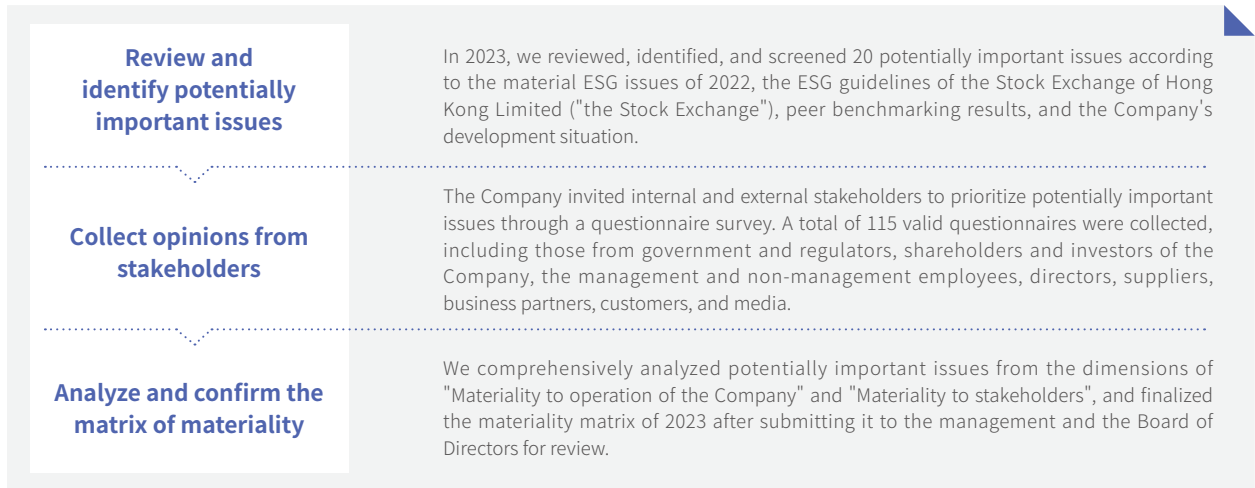 Review and
identify potentially
important issues
In 2023, we reviewed, identified, and screened 20 potentially important issues according
to the material ESG issues of 2022, the ESG guidelines of the Stock Exchange of Hong
Kong Limited ("the Stock Exchange"), peer benchmarking results, and the Company's
development situation.
Collect opinions from
stakeholders
The Company invited internal and external stakeholders to prioritize potentially important
issues through a questionnaire survey. A total of 115 valid questionnaires were collected,
including those from government and regulators, shareholders and investors of the
Company, the management and non-management employees, directors, suppliers,
business partners, customers, and media.
Analyze and confirm the
matrix of materiality
We comprehensively analyzed potentially important issues from the dimensions of
"Materiality to operation of the Company" and "Materiality to stakeholders", and finalized
the materiality matrix of 2023 after submitting it to the management and the Board of
Directors for review.